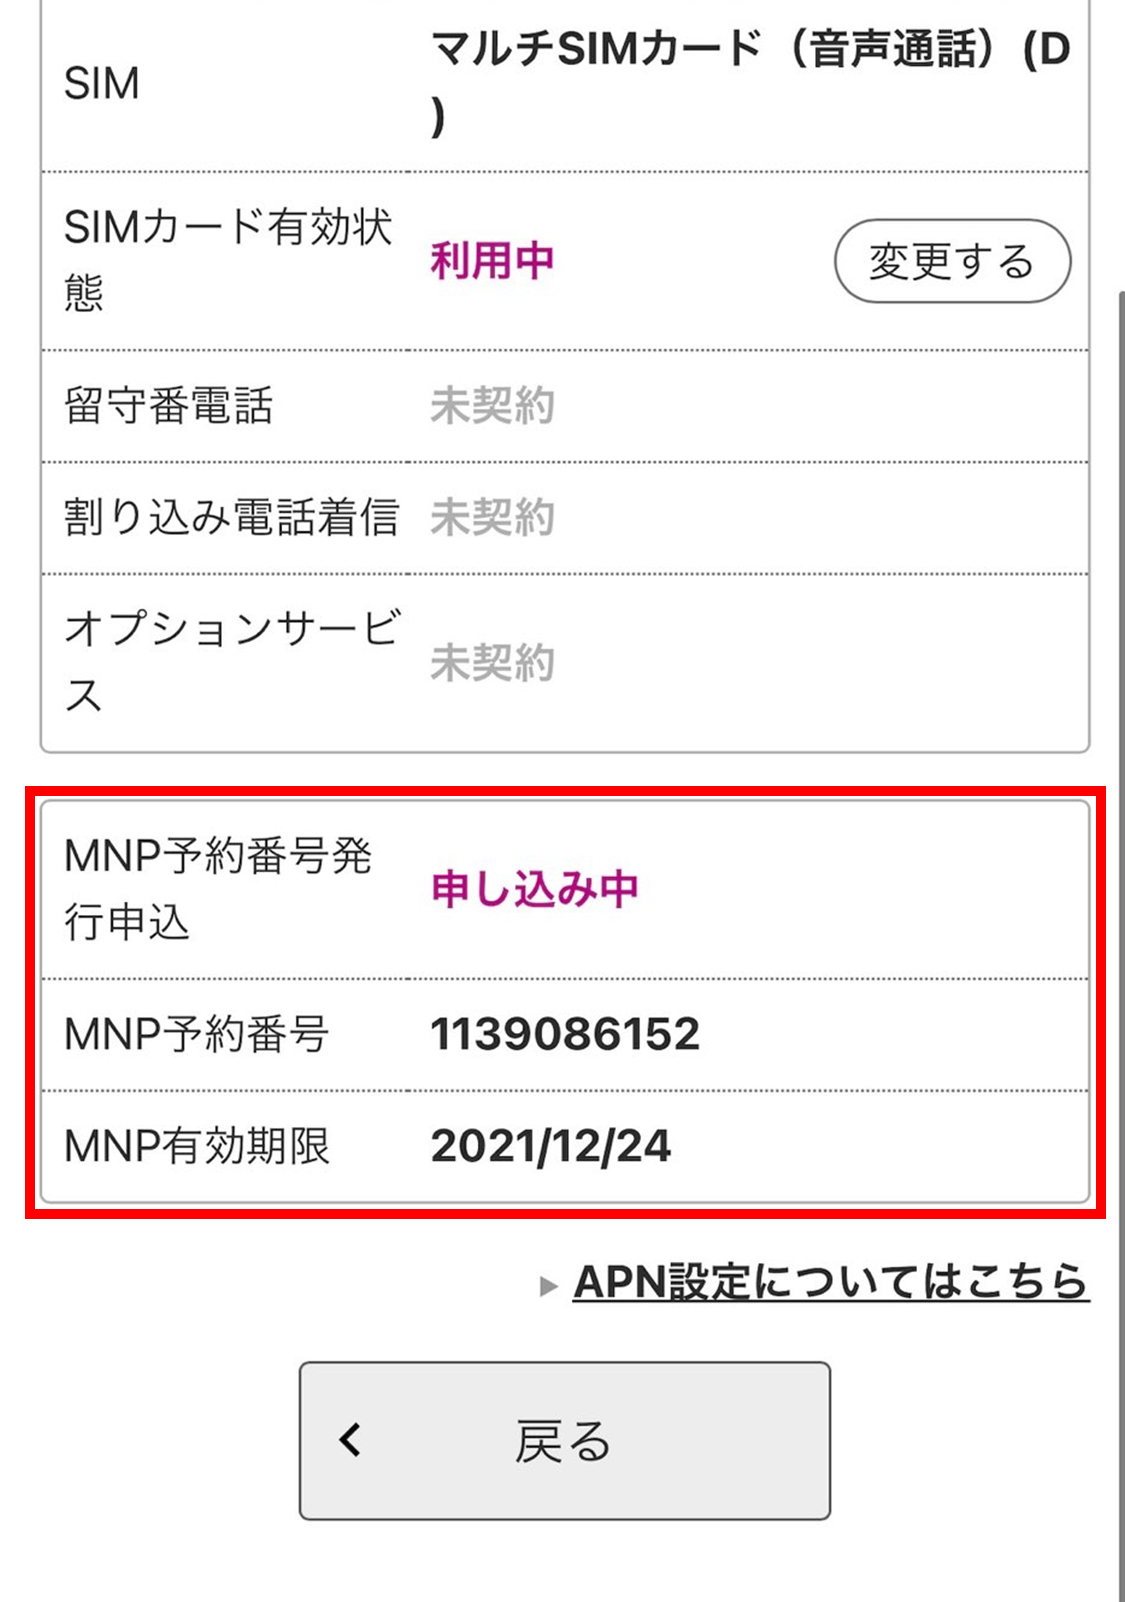 SIM
マルチSIMカード（音声通話）(D
)
SIMカード有効状
態
利用中
変更する
留守番電話
未契約
割り込み電話着信
未契約
オプションサービ
ス
未契約
MNP予約番号発
行申込
申し込み中
MNP予約番号
1139086152
MNP有効期限
2021/12/24
APN設定についてはこちら
戻る